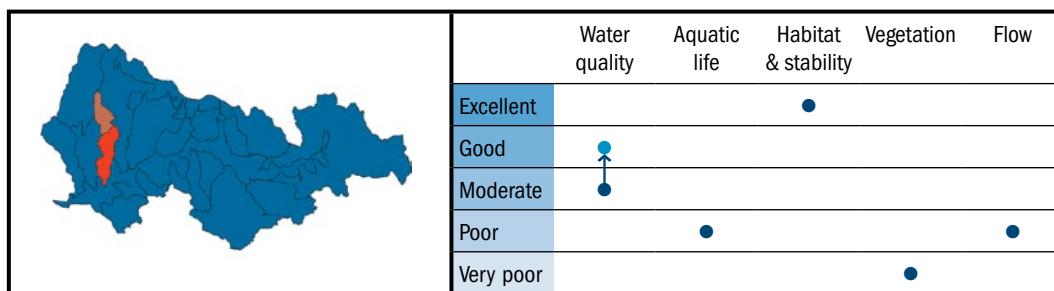 Water quality
Aquatic life
Habitat & stability
Vegetation
Flow
Excellent
Good
Moderate
Poor
Very poor